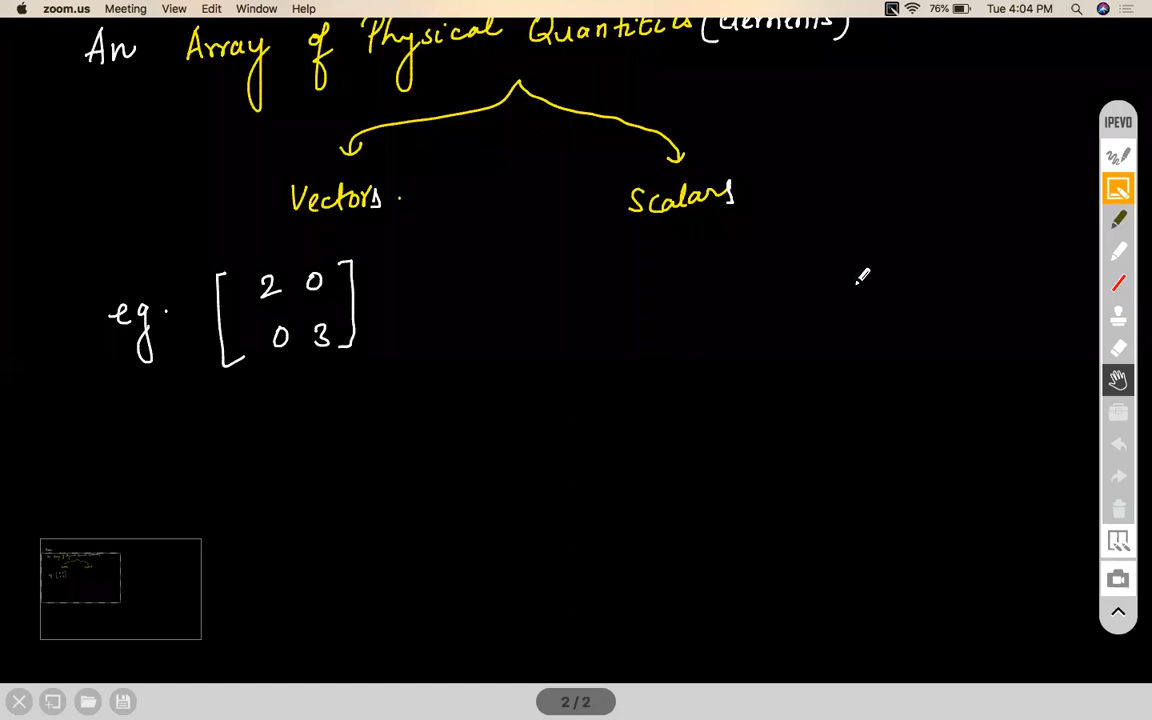 zoom.us Meeting View Edit Window Help 76% Tue 4:04 PM
An Array of Physical Quantities (Elements)
Vectors.
Scalars
eg. [ 2 0
0 3 ]
IPEVO
2/2